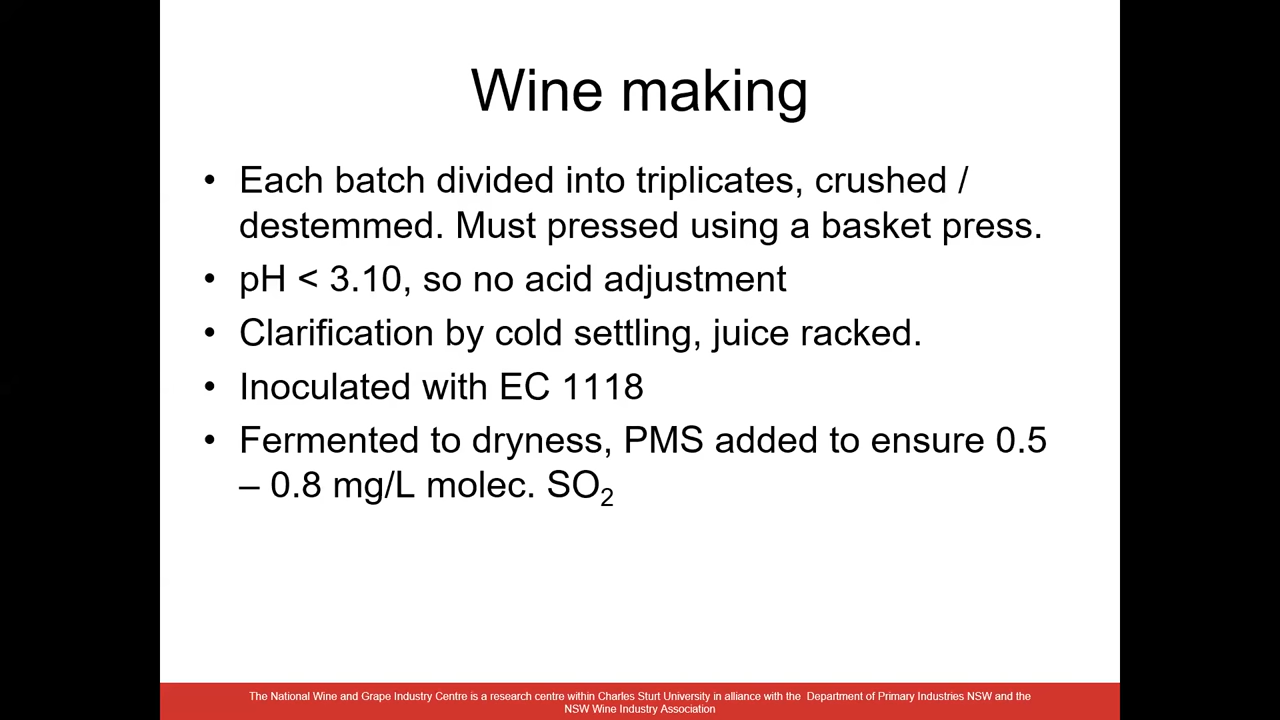 Wine making
• Each batch divided into triplicates, crushed /
destemmed. Must pressed using a basket press.
• pH < 3.10, so no acid adjustment
• Clarification by cold settling, juice racked.
• Inoculated with EC 1118
• Fermented to dryness, PMS added to ensure 0.5
– 0.8 mg/L molec. SO₂
The National Wine and Grape Industry Centre is a research centre within Charles Sturt University in alliance with the Department of Primary Industries NSW and the
NSW Wine Industry Association